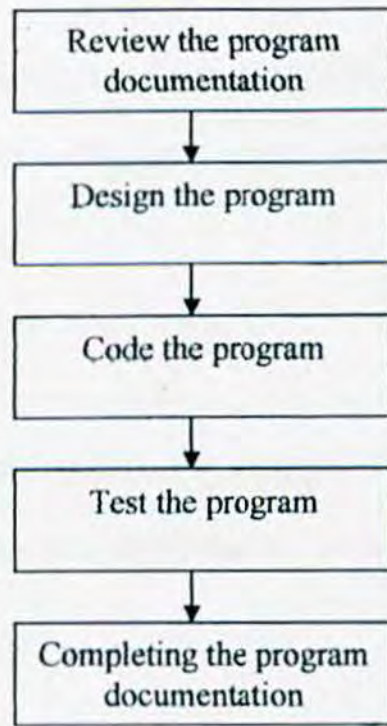 Review the program
documentation
Design the program
Code the program
Test the program
Completing the program
documentation